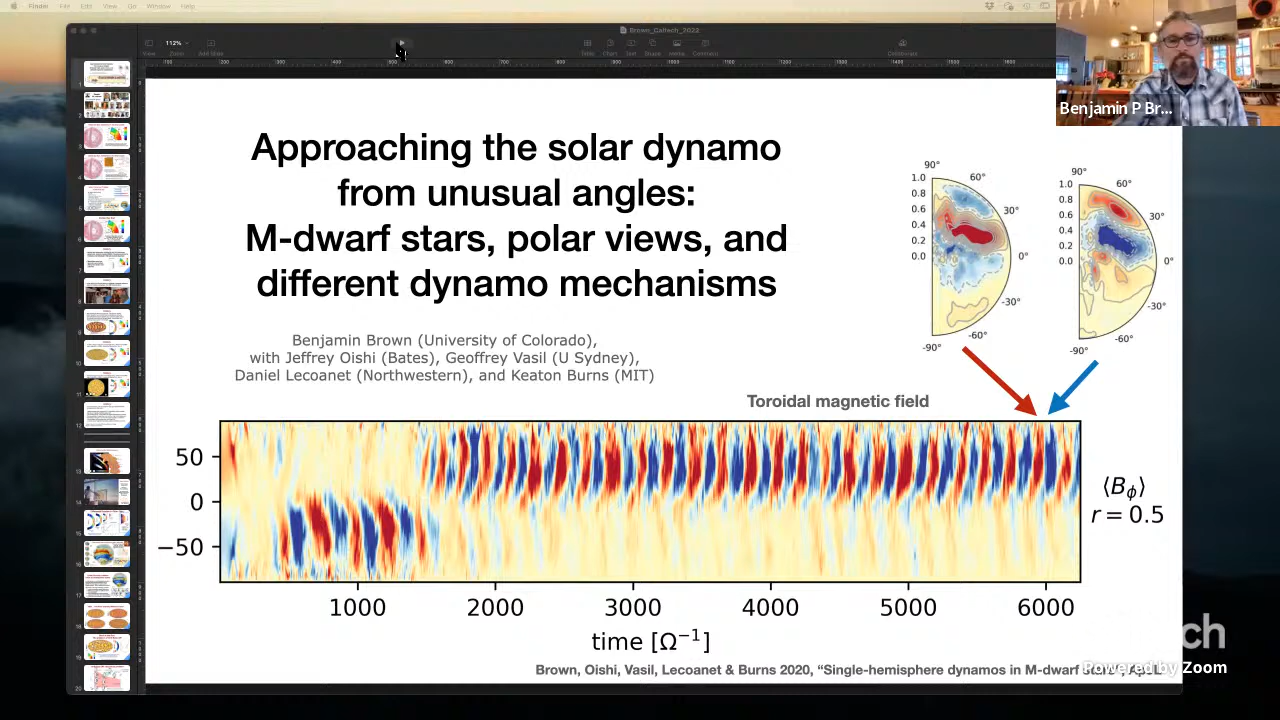 Finder File Edit View Go Window Help
Brown_Caltech_2022
112%
View Zoom Add Slide Table Chart Text Shape Media Comment Collaborate
Benjamin P Br...
Approaching the solar dynamo
from unusual angles:
M-dwarf stars, polar views, and
different dynamo mechanisms
Benjamin Brown (University of Colorado),
with Jeffrey Oishi (Bates), Geoffrey Vasil (U Sydney),
Daniel Lecoanet (Northwestern), and Keaton Burns (MIT)
90°
1.0 60°
0.8
0.6 30°
0.4
0.2
0.0 0°
-30°
-60°
-90°
90°
1.0 60°
0.8
0.6 30°
0.4
0.2
0.0 0°
-30°
-60°
-90°
Toroidal magnetic field
50
0
−50
⟨Bϕ⟩
r = 0.5
1000 2000 3000 4000 5000 6000
time [Ω⁻¹]
Brown, Oishi, Vasil, Lecoanet & Burns 2020, "Single-hemisphere dynamos in M-dwarf stars", ApJL
Powered by Zoom